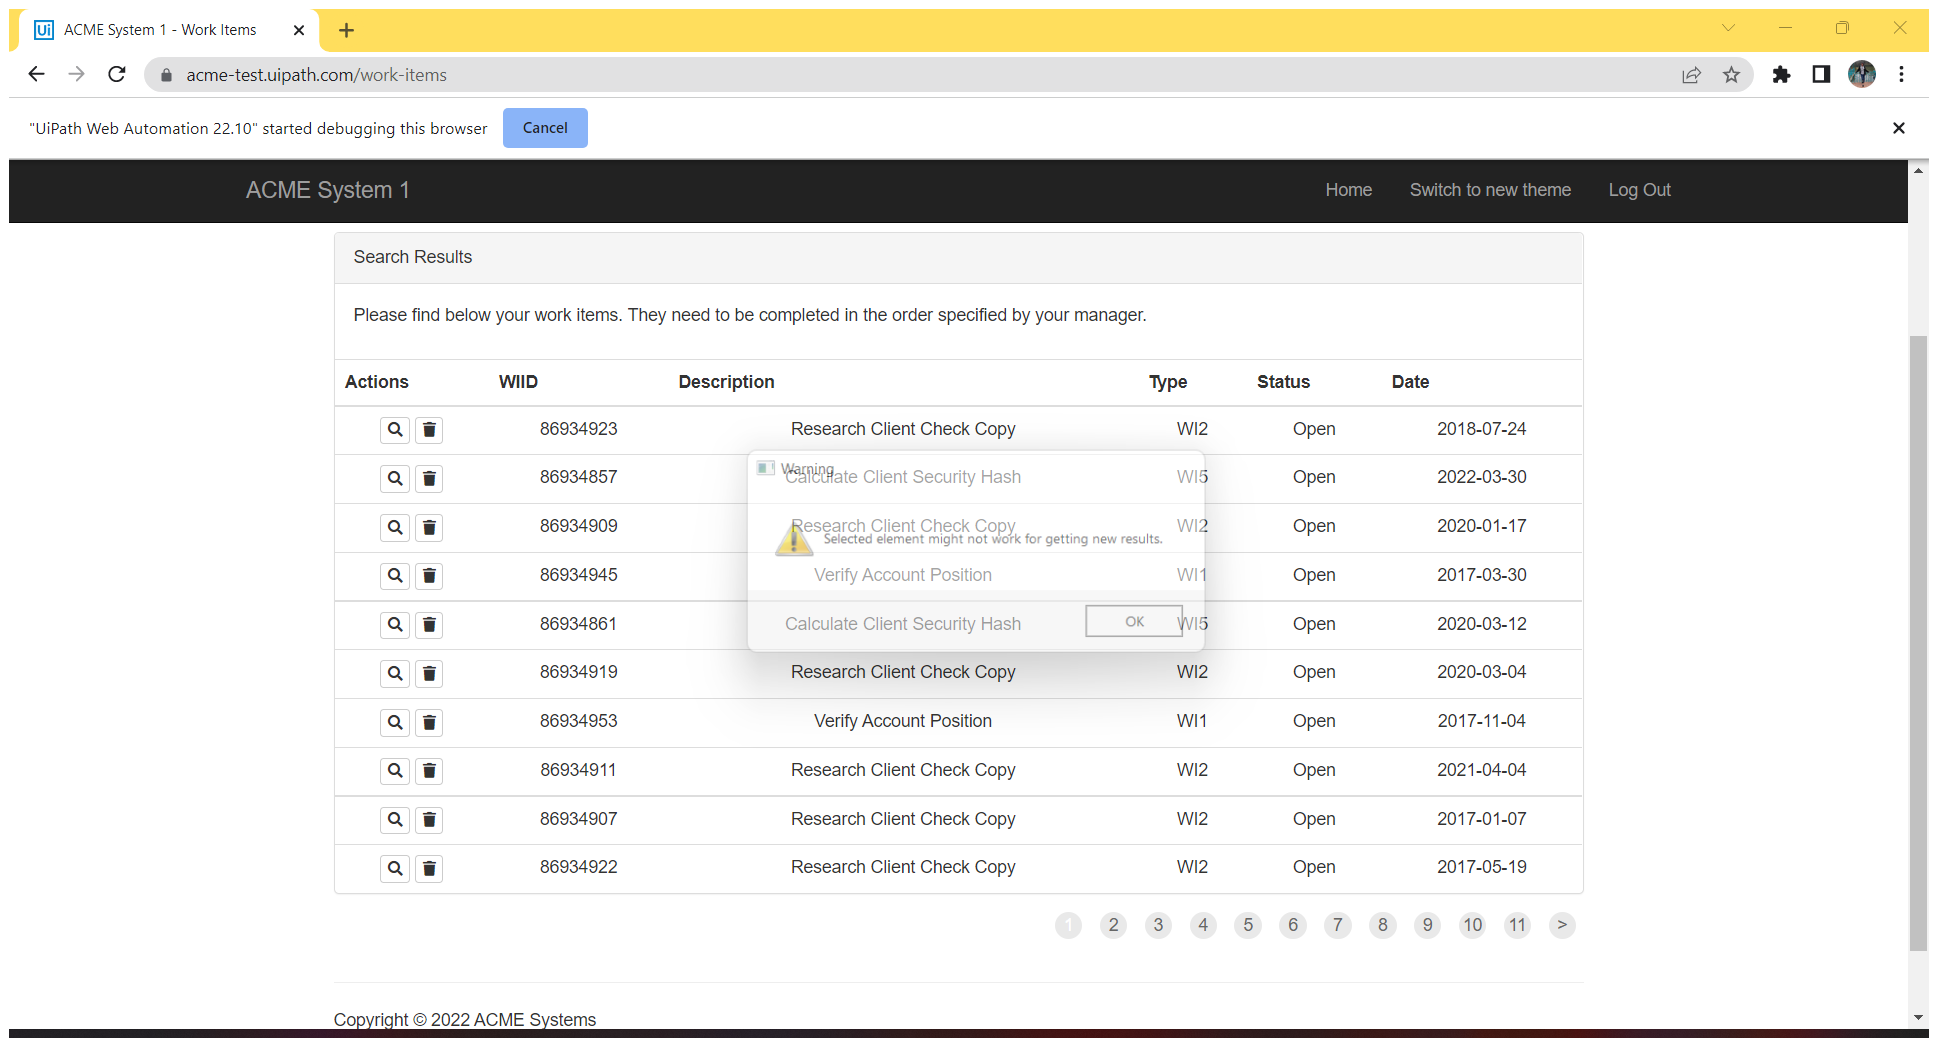 Ui ACME System 1 - Work Items
acme-test.uipath.com/work-items
"UiPath Web Automation 22.10" started debugging this browser Cancel
ACME System 1 Home Switch to new theme Log Out
Search Results
Please find below your work items. They need to be completed in the order specified by your manager.
Actions WIID Description Type Status Date
86934923 Research Client Check Copy WI2 Open 2018-07-24
Warning
86934857 Calculate Client Security Hash WI5 Open 2022-03-30
86934909 Research Client Check Copy WI2 Open 2020-01-17
Selected element might not work for getting new results.
86934945 Verify Account Position WI1 Open 2017-03-30
86934861 Calculate Client Security Hash WI5 Open 2020-03-12
OK
86934919 Research Client Check Copy WI2 Open 2020-03-04
86934953 Verify Account Position WI1 Open 2017-11-04
86934911 Research Client Check Copy WI2 Open 2021-04-04
86934907 Research Client Check Copy WI2 Open 2017-01-07
86934922 Research Client Check Copy WI2 Open 2017-05-19
1 2 3 4 5 6 7 8 9 10 11 >
Copyright © 2022 ACME Systems